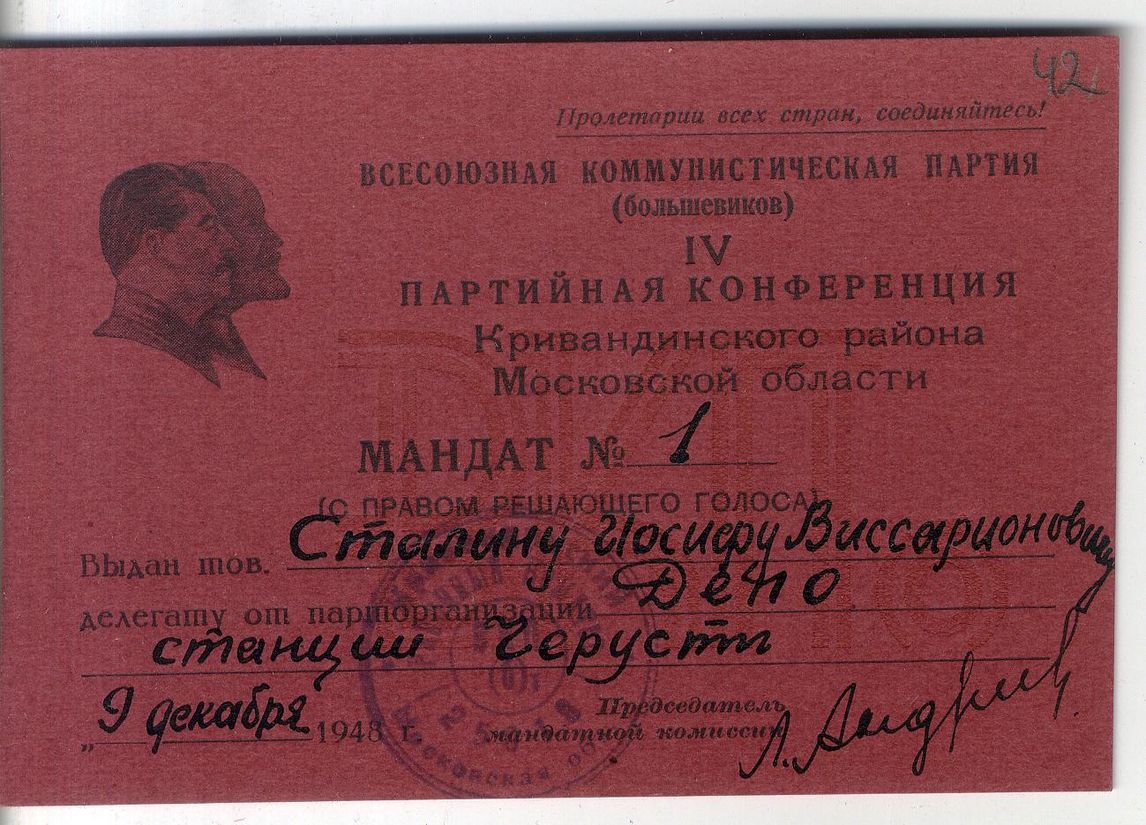 42
Пролетарии всех стран, соединяйтесь!
ВСЕСОЮЗНАЯ КОММУНИСТИЧЕСКАЯ ПАРТИЯ
(большевиков)
IV
ПАРТИЙНАЯ КОНФЕРЕНЦИЯ
Кривандинского района
Московской области
МАНДАТ № 1
(С ПРАВОМ РЕШАЮЩЕГО ГОЛОСА)
Выдан тов. Сталину Иосифу Виссарионовичу
делегату от парторганизации Депо
станции Черусти
„9 декабря 1948 г.
Председатель
мандатной комиссии
Московская